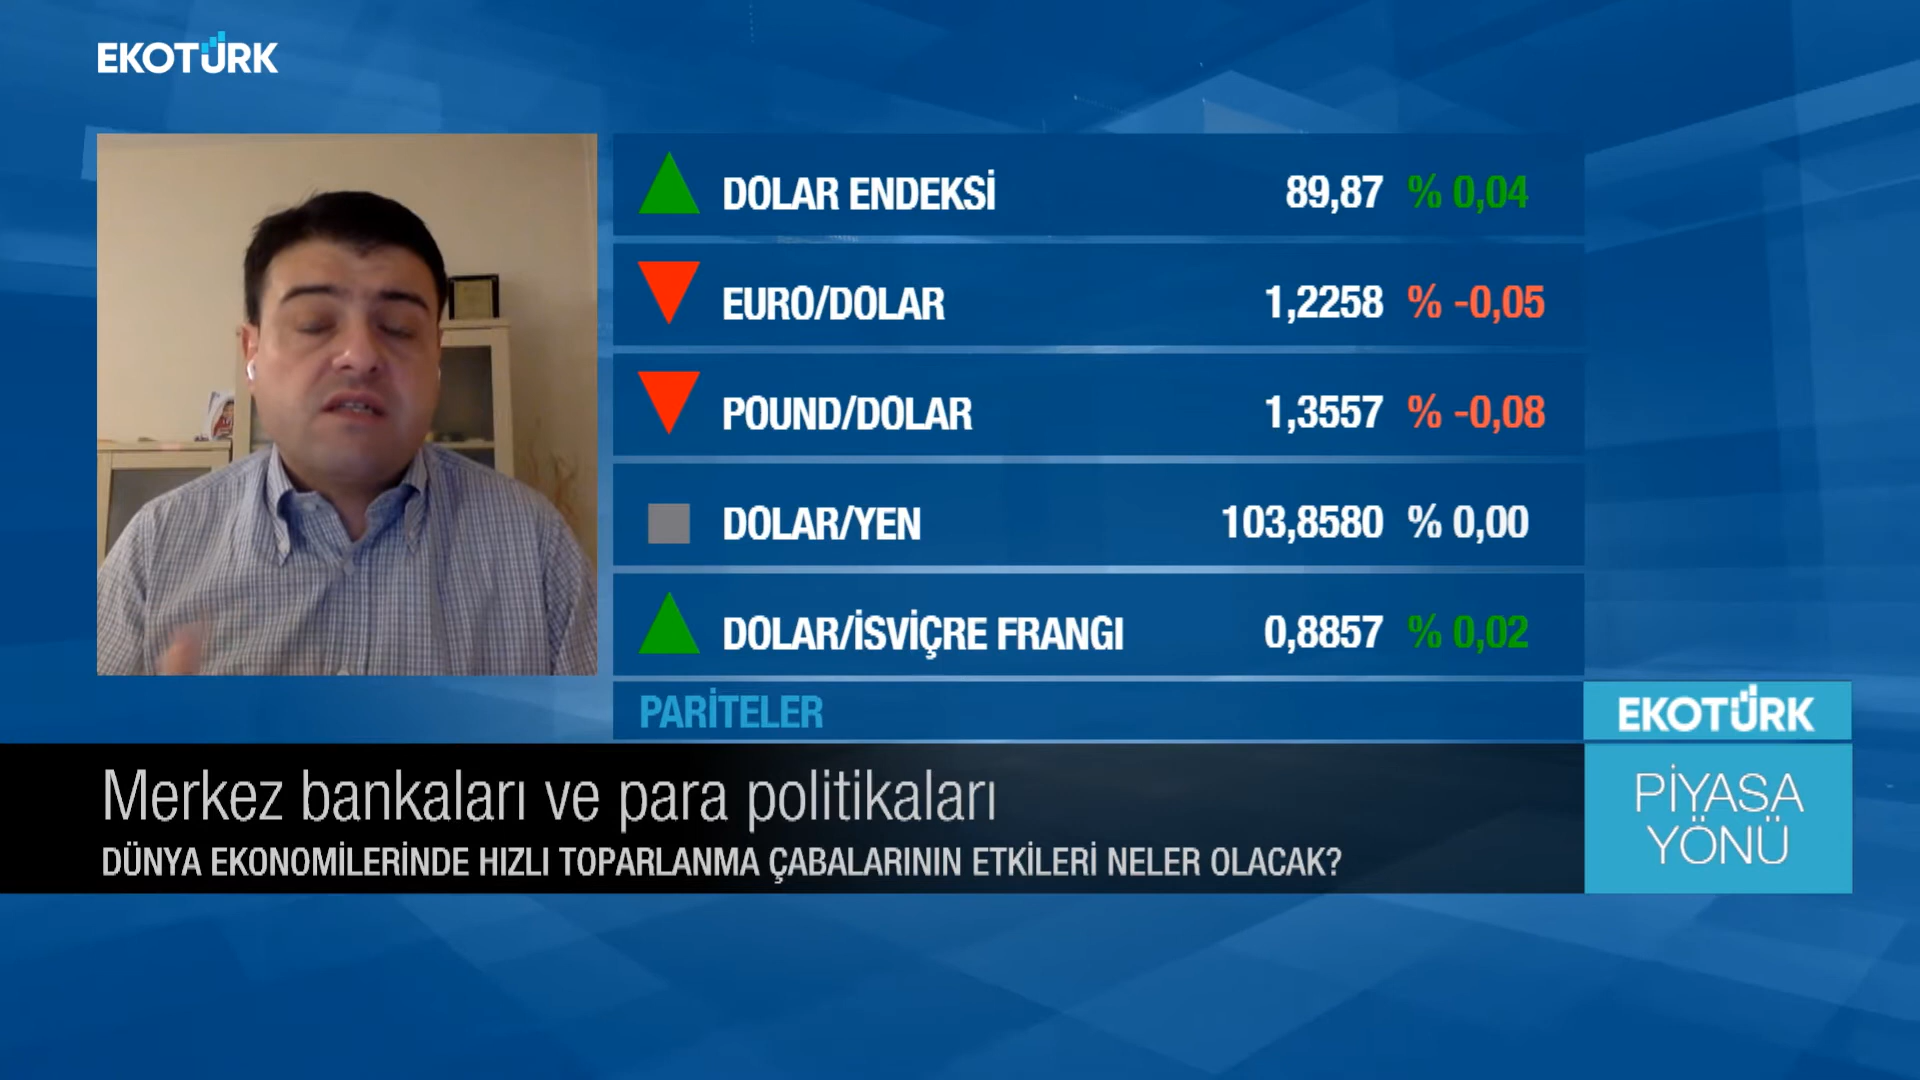 EKOTÜRK
DOLAR ENDEKSİ 89,87 % 0,04
EURO/DOLAR 1,2258 % -0,05
POUND/DOLAR 1,3557 % -0,08
DOLAR/YEN 103,8580 % 0,00
DOLAR/İSVİÇRE FRANGI 0,8857 % 0,02
PARİTELER
EKOTÜRK
Merkez bankaları ve para politikaları
DÜNYA EKONOMİLERİNDE HIZLI TOPARLANMA ÇABALARININ ETKİLERİ NELER OLACAK?
PİYASA
YÖNÜ